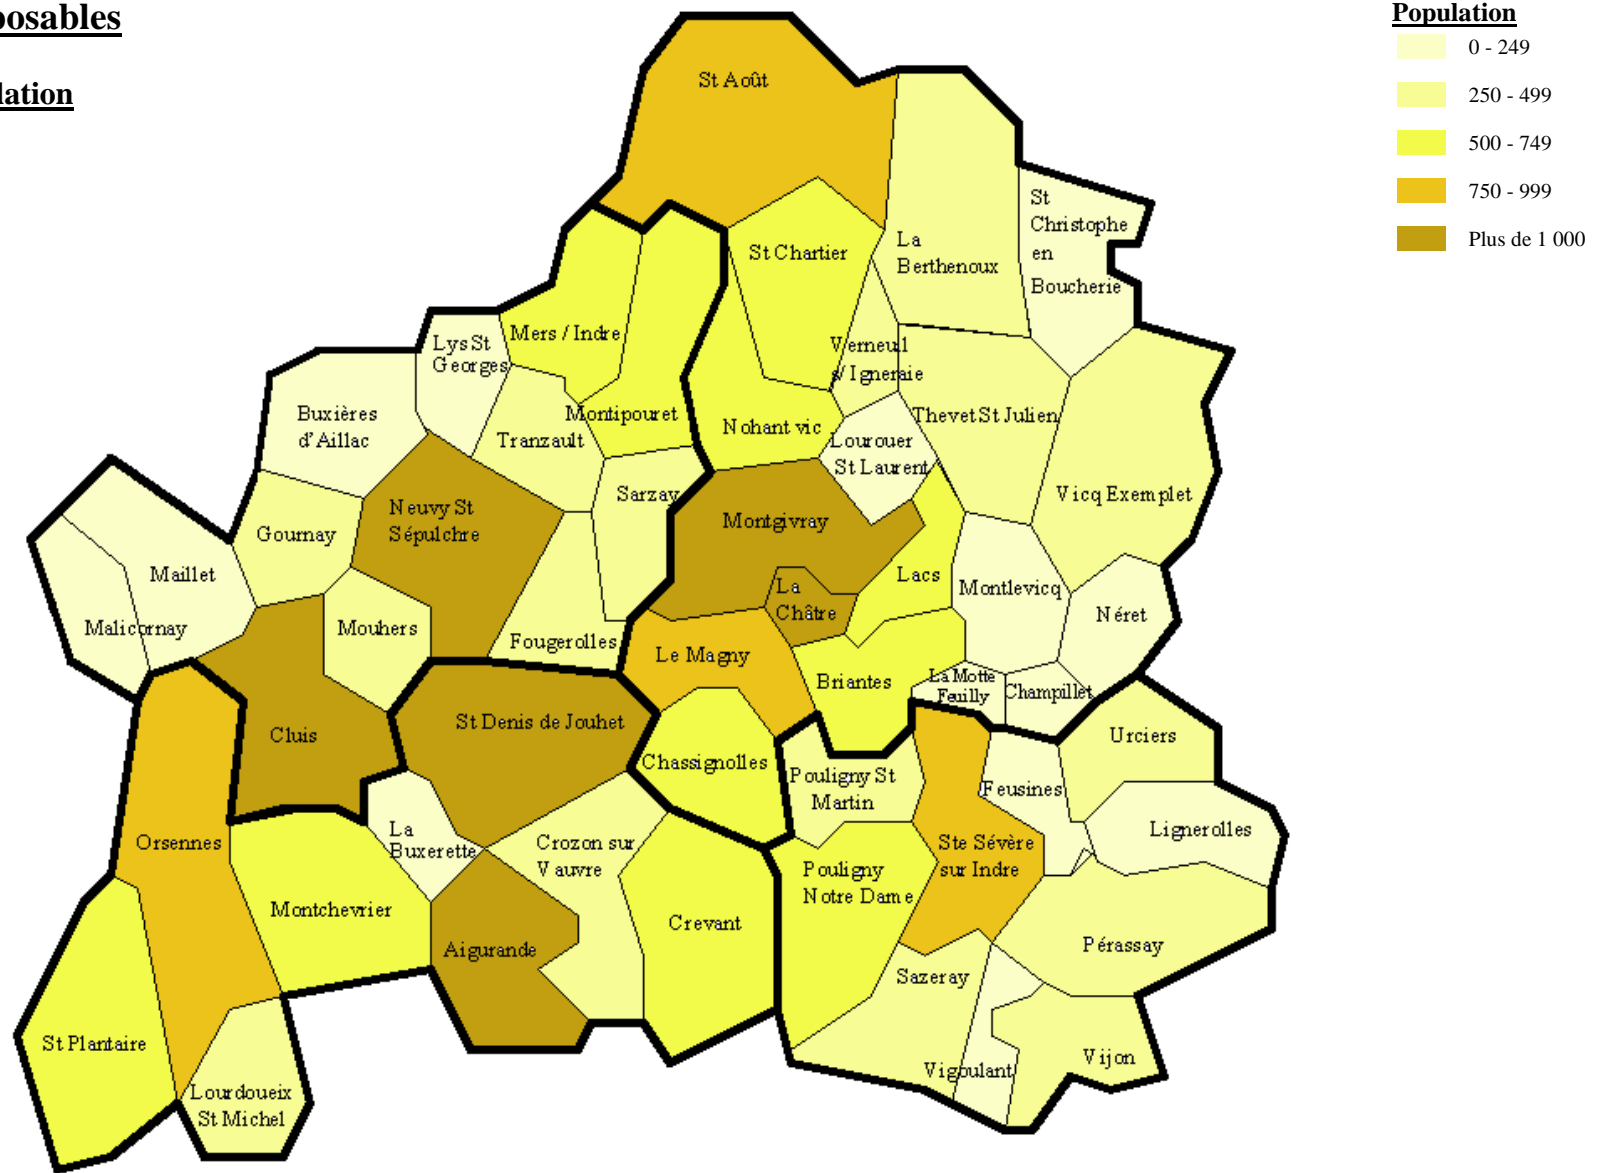 posables
lation
Population
0 - 249
250 - 499
500 - 749
750 - 999
Plus de 1 000
St Août
St
Christophe
en
Boucherie
St Chartier
La
Berthenoux
Mers / Indre
Lys St
Georges
Verneuil
s/ Igneraie
Buxières
d'Aillac
Montipouret
Tranzault
Nohant vic
Thevet St Julien
Lourouer
St Laurent
Sarzay
Vicq Exemplet
Neuvy St
Sépulchre
Gournay
Montgivray
Maillet
Lacs
La
Châtre
Montlevicq
Néret
Malicornay
Mouhers
Fougerolles
Le Magny
Briantes
La Motte
Feuilly
Champillet
Cluis
St Denis de Jouhet
Urciers
Chassignolles
Pouligny St
Martin
Feusines
Orsennes
La
Buxerette
Crozon sur
Vauvre
Ste Sévère
sur Indre
Lignerolles
Pouligny
Notre Dame
Montchevrier
Crevant
Aigurande
Pérassay
Sazeray
St Plantaire
Vijon
Vigoulant
Lourdoueix
St Michel